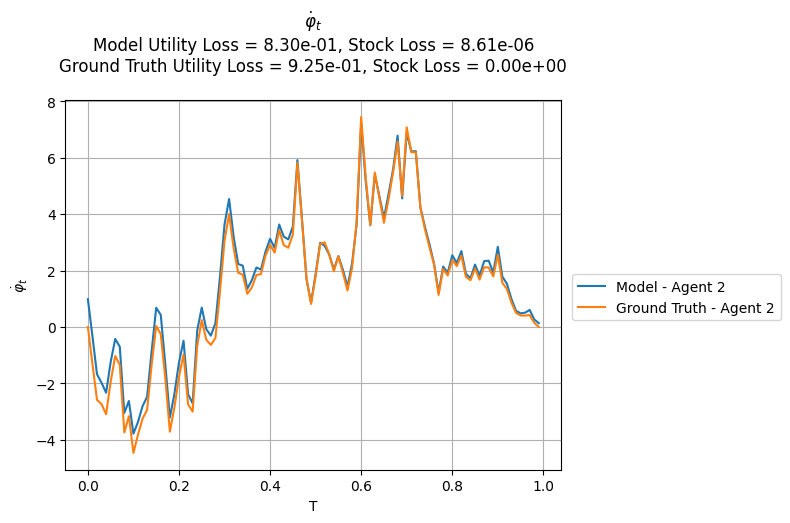 φ̇ₜ
Model Utility Loss = 8.30e-01, Stock Loss = 8.61e-06
Ground Truth Utility Loss = 9.25e-01, Stock Loss = 0.00e+00
8
6
4
2
0
−2
−4
φ̇ₜ
0.0 0.2 0.4 0.6 0.8 1.0
T
Model - Agent 2
Ground Truth - Agent 2